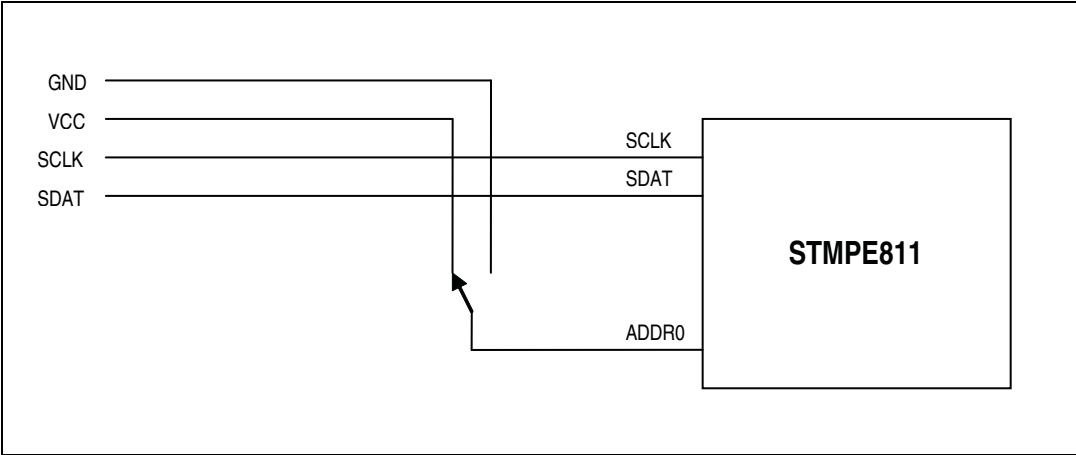 GND
VCC
SCLK
SDAT
SCLK
SDAT
STMPE811
ADDR0